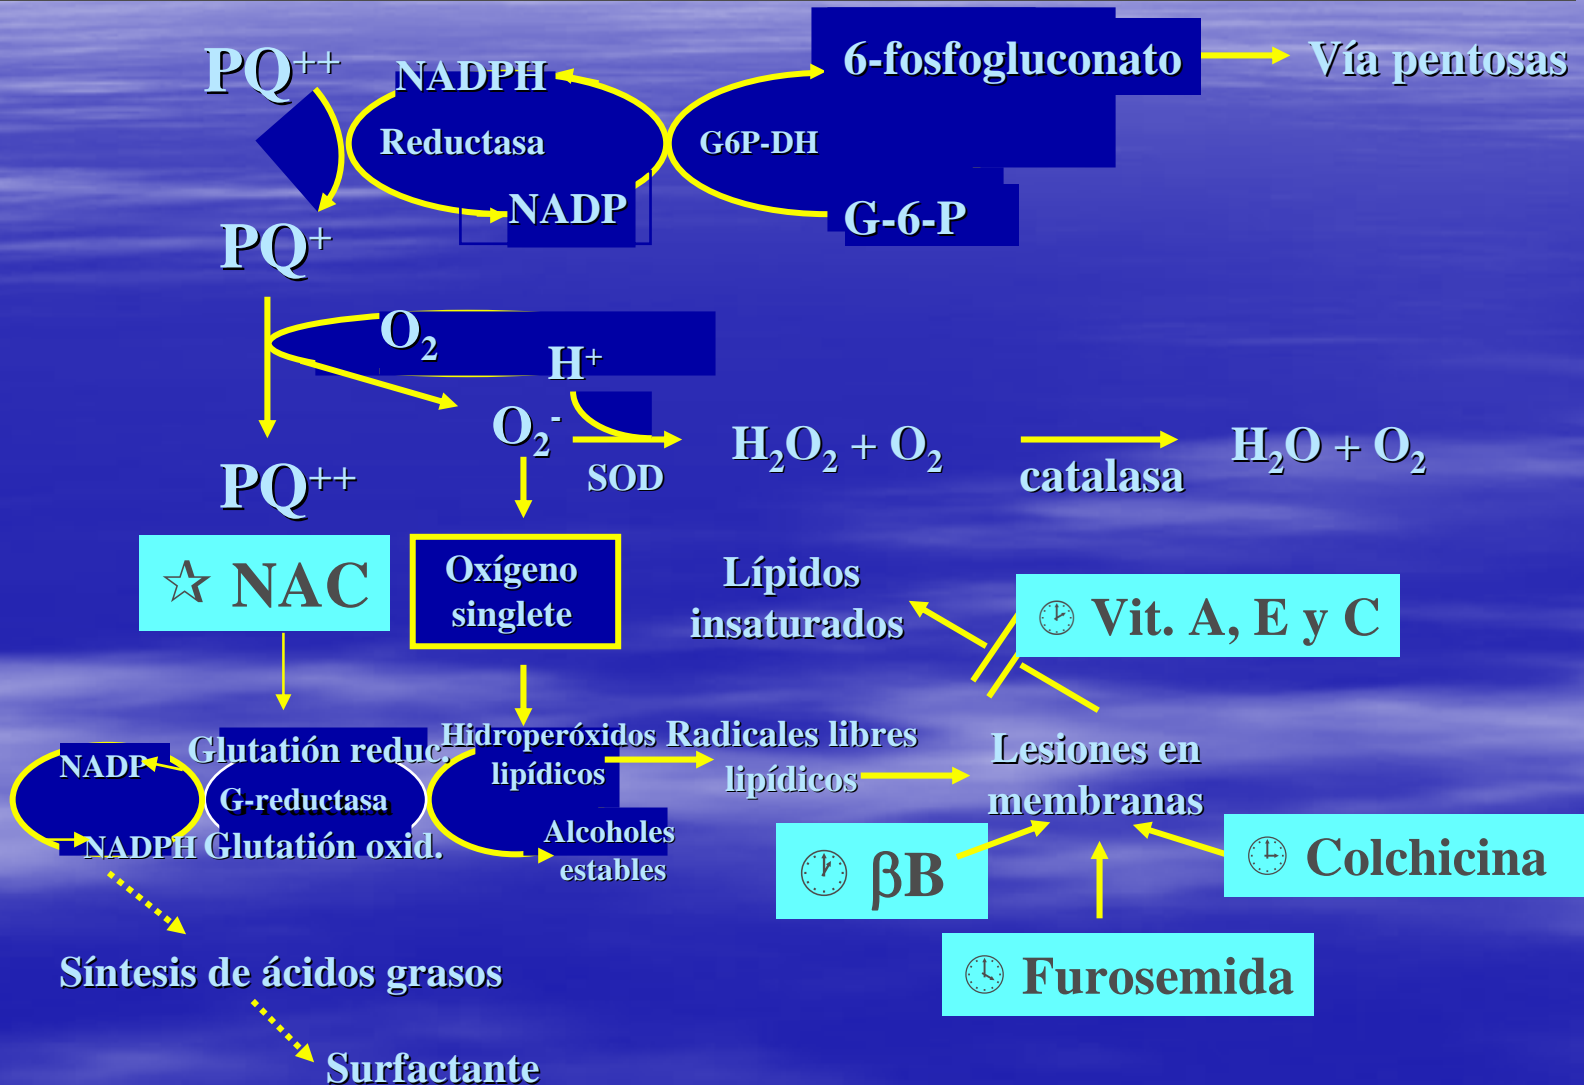 PQ++
NADPH
6-fosfogluconato
Vía pentosas
Reductasa
G6P-DH
NADP
G-6-P
PQ+
O2
H+
O2-
SOD
H2O2 + O2
catalasa
H2O + O2
PQ++
☆ NAC
Oxígeno
singlete
Lípidos
insaturados
Vit. A, E y C
NADP
Glutatión reduc.
Hidroperóxidos
lipídicos
Radicales libres
lipídicos
Lesiones en
membranas
G-reductasa
NADPH
Glutatión oxid.
Alcoholes
estables
βB
Colchicina
Furosemida
Síntesis de ácidos grasos
Surfactante